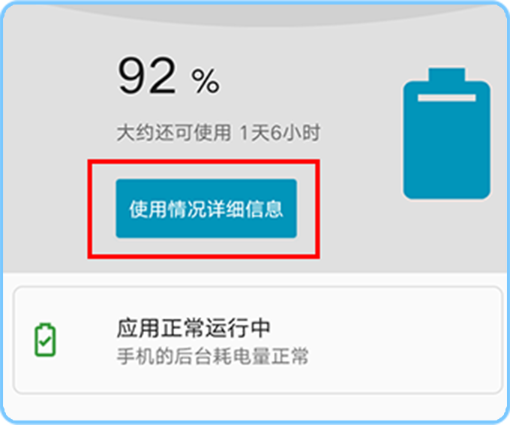 92 %
大约还可使用 1天6小时
使用情况详细信息
应用正常运行中
手机的后台耗电量正常